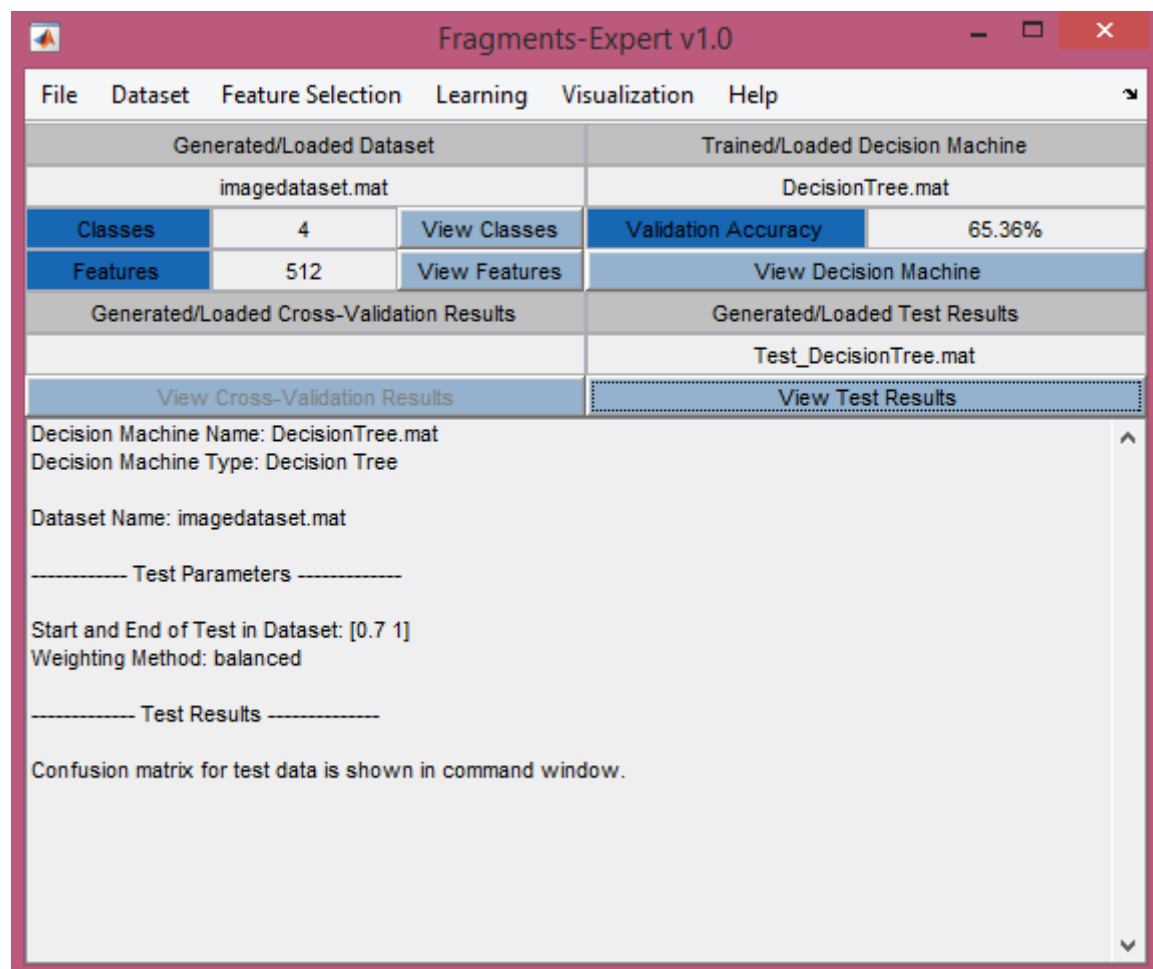 Fragments-Expert v1.0
File Dataset Feature Selection Learning Visualization Help
Generated/Loaded Dataset Trained/Loaded Decision Machine
imagedataset.mat DecisionTree.mat
Classes 4 View Classes Validation Accuracy 65.36%
Features 512 View Features View Decision Machine
Generated/Loaded Cross-Validation Results Generated/Loaded Test Results
Test_DecisionTree.mat
View Cross-Validation Results View Test Results
Decision Machine Name: DecisionTree.mat
Decision Machine Type: Decision Tree
Dataset Name: imagedataset.mat
------------ Test Parameters -------------
Start and End of Test in Dataset: [0.7 1]
Weighting Method: balanced
------------- Test Results --------------
Confusion matrix for test data is shown in command window.